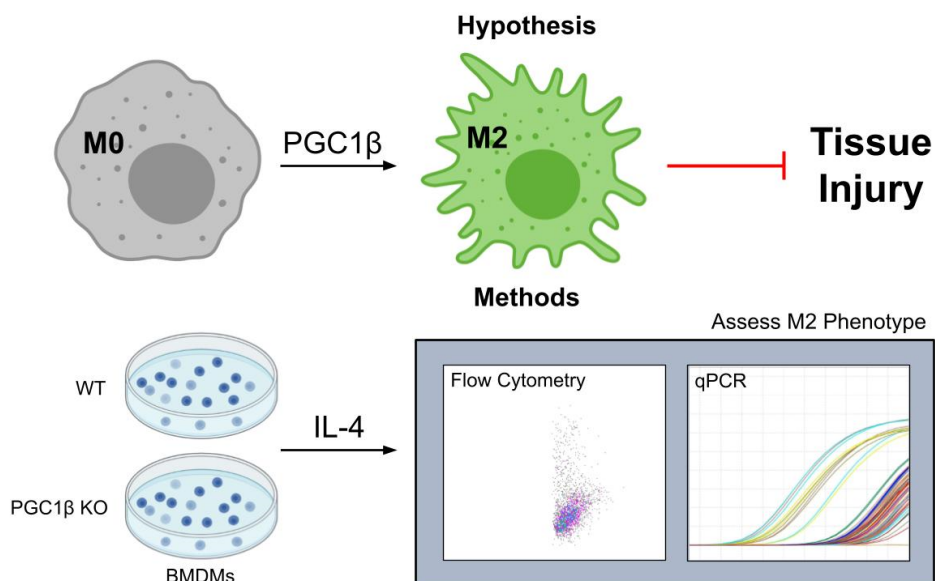 Hypothesis
M0
PGC1β
M2
Tissue
Injury
Methods
Assess M2 Phenotype
WT
PGC1β KO
BMDMs
IL-4
Flow Cytometry
qPCR